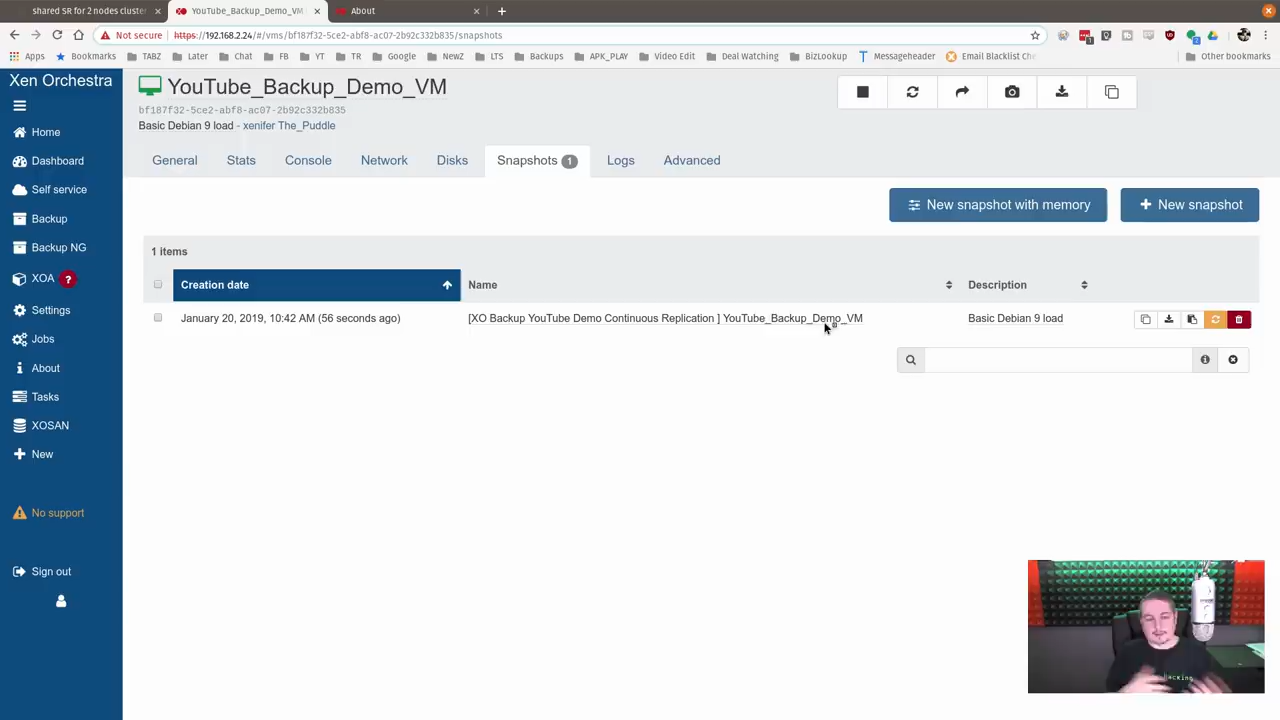 shared SR for 2 nodes cluster
YouTube_Backup_Demo_VM
About
Not secure
https://192.168.2.24/#/vms/bf187f32-5ce2-abf8-ac07-2b92c332b835/snapshots
Apps
Bookmarks
TABZ
Later
Chat
FB
YT
TR
Google
NewZ
LTS
Backups
APK_PLAY
Video Edit
Deal Watching
BizLookup
Messageheader
Email Blacklist Che
Other bookmarks
Xen Orchestra
Home
Dashboard
Self service
Backup
Backup NG
XOA ?
Settings
Jobs
About
Tasks
XOSAN
New
No support
Sign out
YouTube_Backup_Demo_VM
bf187f32-5ce2-abf8-ac07-2b92c332b835
Basic Debian 9 load - xenifer The_Puddle
General
Stats
Console
Network
Disks
Snapshots 1
Logs
Advanced
New snapshot with memory
New snapshot
1 items
Creation date
Name
Description
January 20, 2019, 10:42 AM (56 seconds ago)
[XO Backup YouTube Demo Continuous Replication ] YouTube_Backup_Demo_VM
Basic Debian 9 load